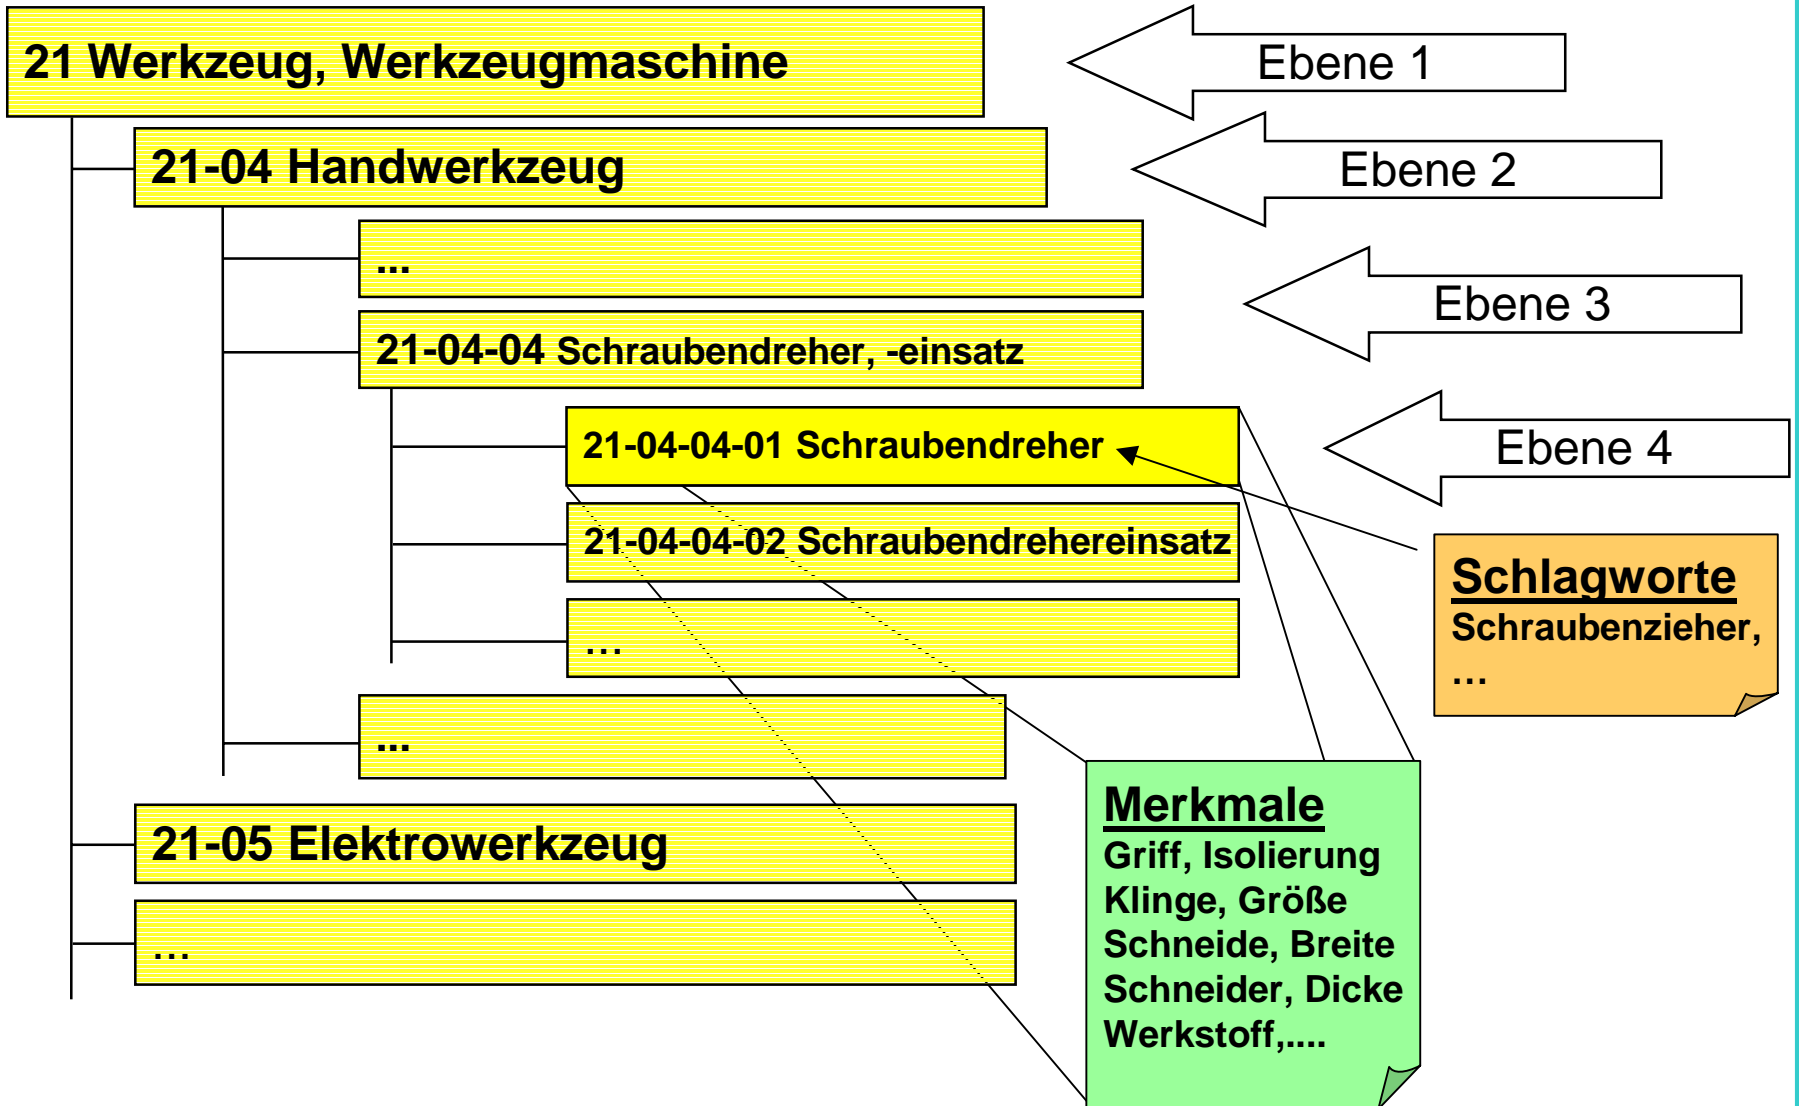 21 Werkzeug, Werkzeugmaschine
Ebene 1
21-04 Handwerkzeug
Ebene 2
...
Ebene 3
21-04-04 Schraubendreher, -einsatz
21-04-04-01 Schraubendreher
Ebene 4
21-04-04-02 Schraubendrehereinsatz
…
...
21-05 Elektrowerkzeug
…
Schlagworte
Schraubenzieher,
…
Merkmale
Griff, Isolierung
Klinge, Größe
Schneide, Breite
Schneider, Dicke
Werkstoff,....